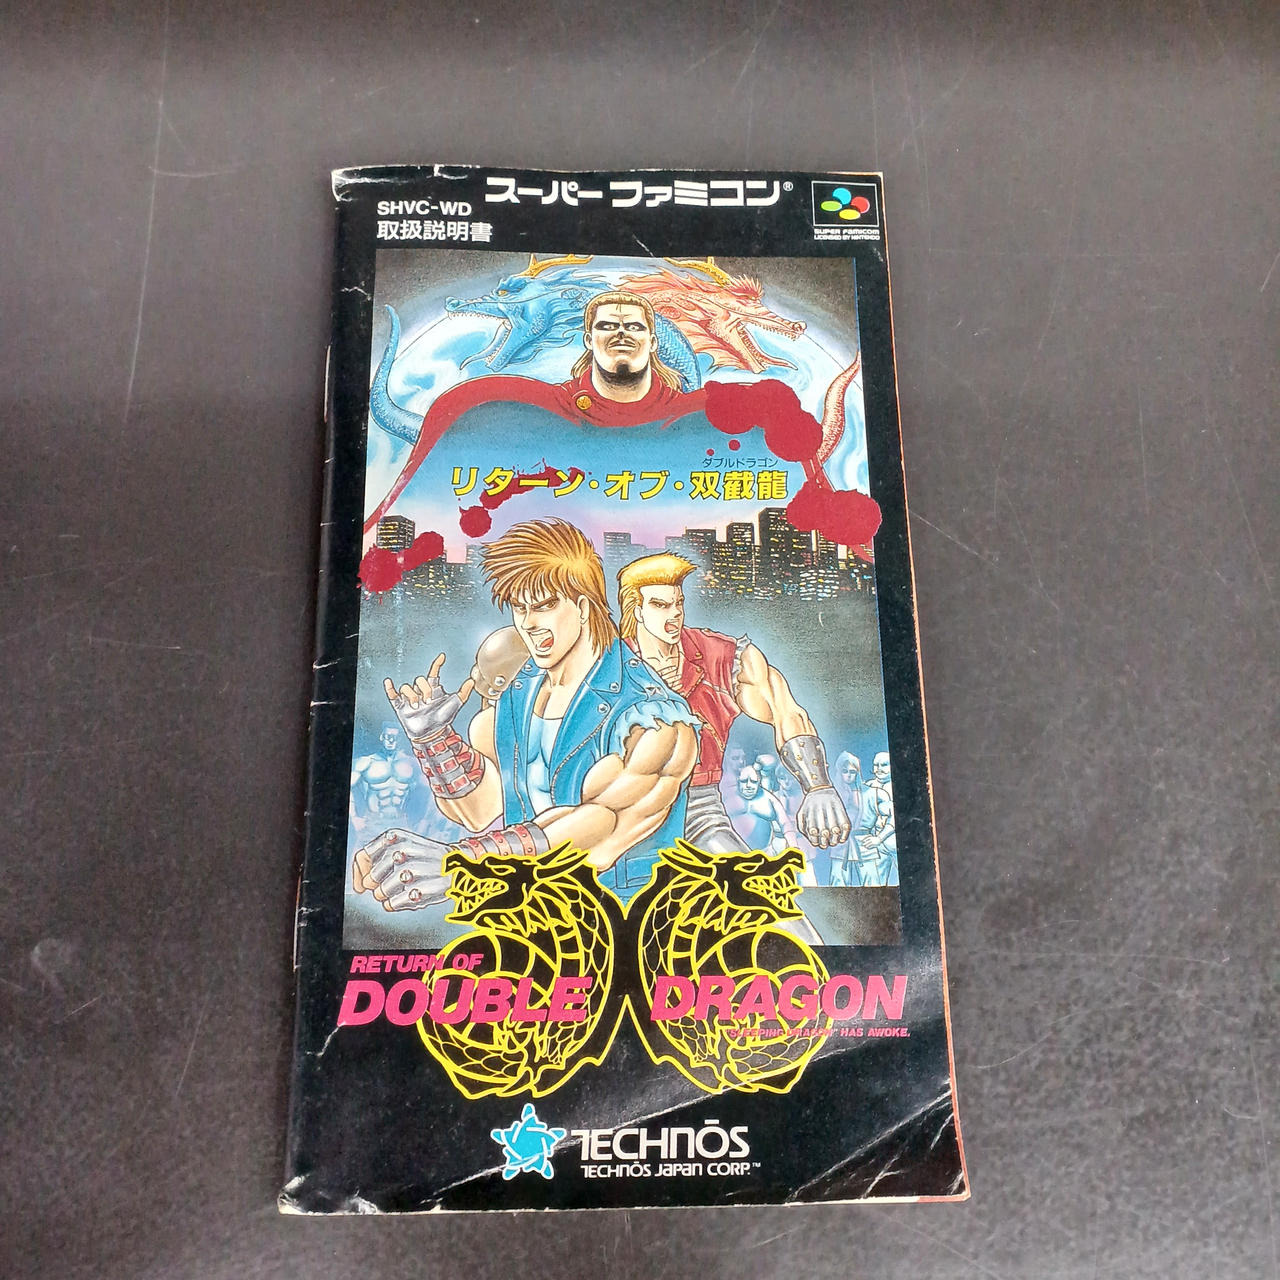 スーパーファミコン®
SHVC-WD
取扱説明書
SUPER FAMICOM
LICENSED BY NINTENDO
ダブルドラゴン
リターン・オブ・双截龍
RETURN OF
DOUBLE DRAGON
"SLEEPING DRAGON" HAS AWOKE.
TECHNŌS
TECHNŌS JAPAN CORP.™